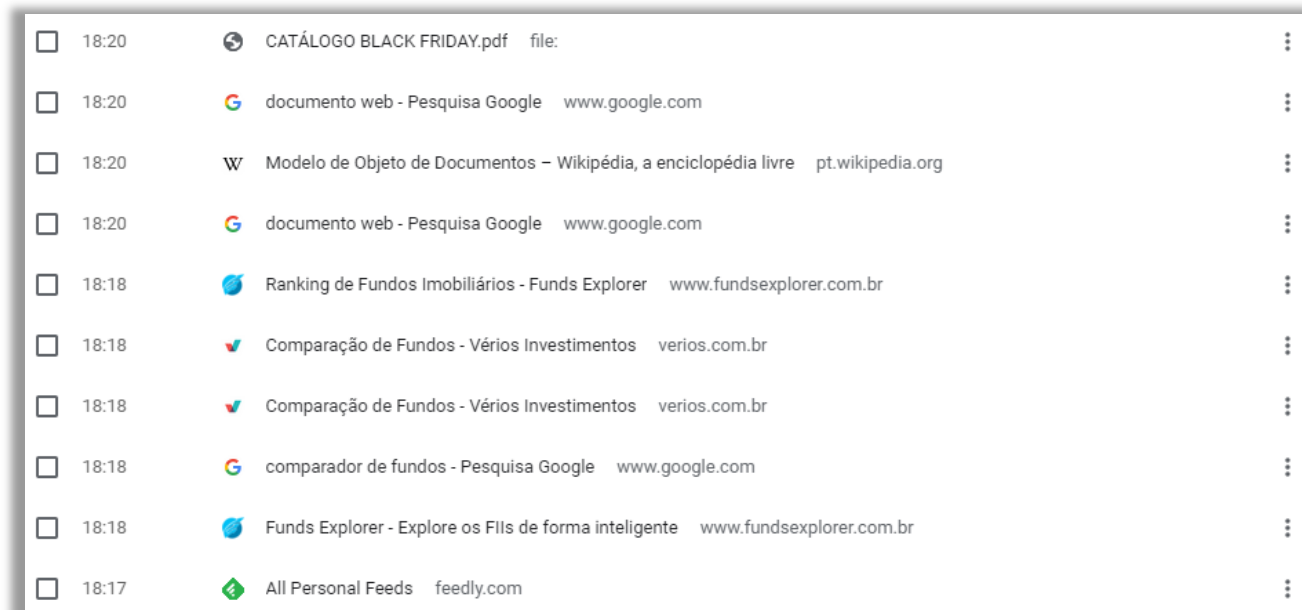 18:20 CATÁLOGO BLACK FRIDAY.pdf file:
18:20 documento web - Pesquisa Google www.google.com
18:20 W Modelo de Objeto de Documentos – Wikipédia, a enciclopédia livre pt.wikipedia.org
18:20 documento web - Pesquisa Google www.google.com
18:18 Ranking de Fundos Imobiliários - Funds Explorer www.fundsexplorer.com.br
18:18 Comparação de Fundos - Vérios Investimentos verios.com.br
18:18 Comparação de Fundos - Vérios Investimentos verios.com.br
18:18 comparador de fundos - Pesquisa Google www.google.com
18:18 Funds Explorer - Explore os FIIs de forma inteligente www.fundsexplorer.com.br
18:17 All Personal Feeds feedly.com